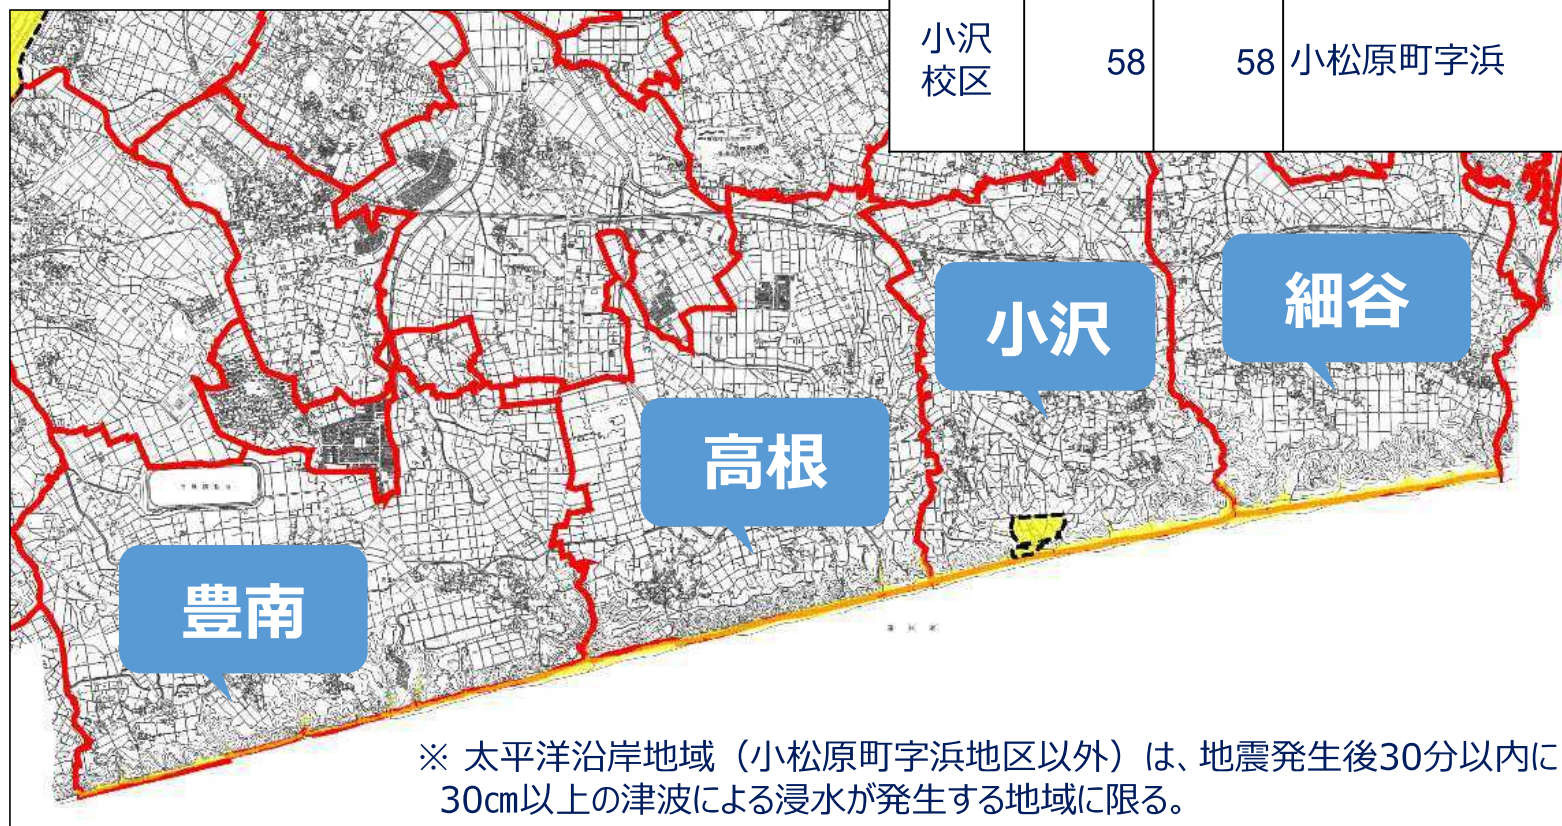 小沢
校区
58
58
小松原町字浜
細谷
小沢
高根
豊南
※ 太平洋沿岸地域（小松原町字浜地区以外）は、地震発生後30分以内に
30㎝以上の津波による浸水が発生する地域に限る。